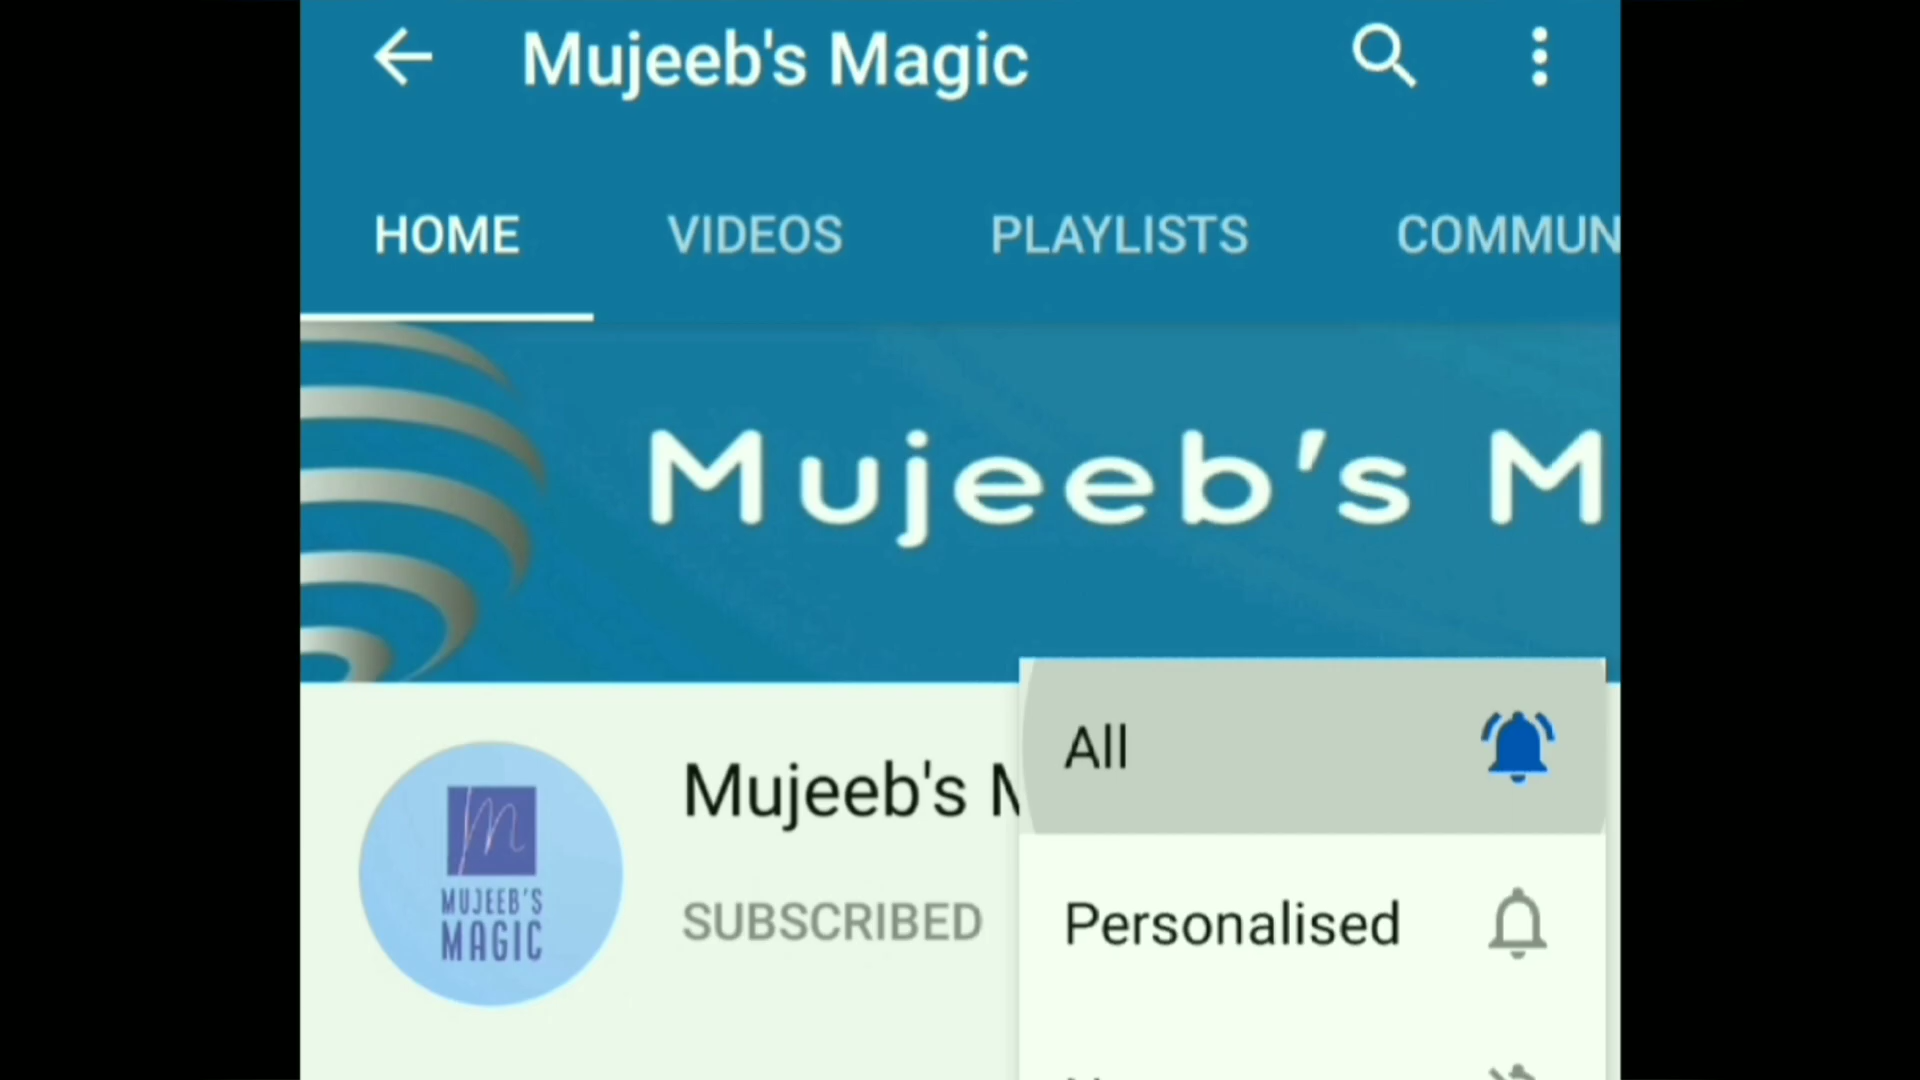 Mujeeb's Magic
HOME VIDEOS PLAYLISTS COMMUN
Mujeeb's M
All
Mujeeb's M
MUJEEB'S
MAGIC
SUBSCRIBED
Personalised